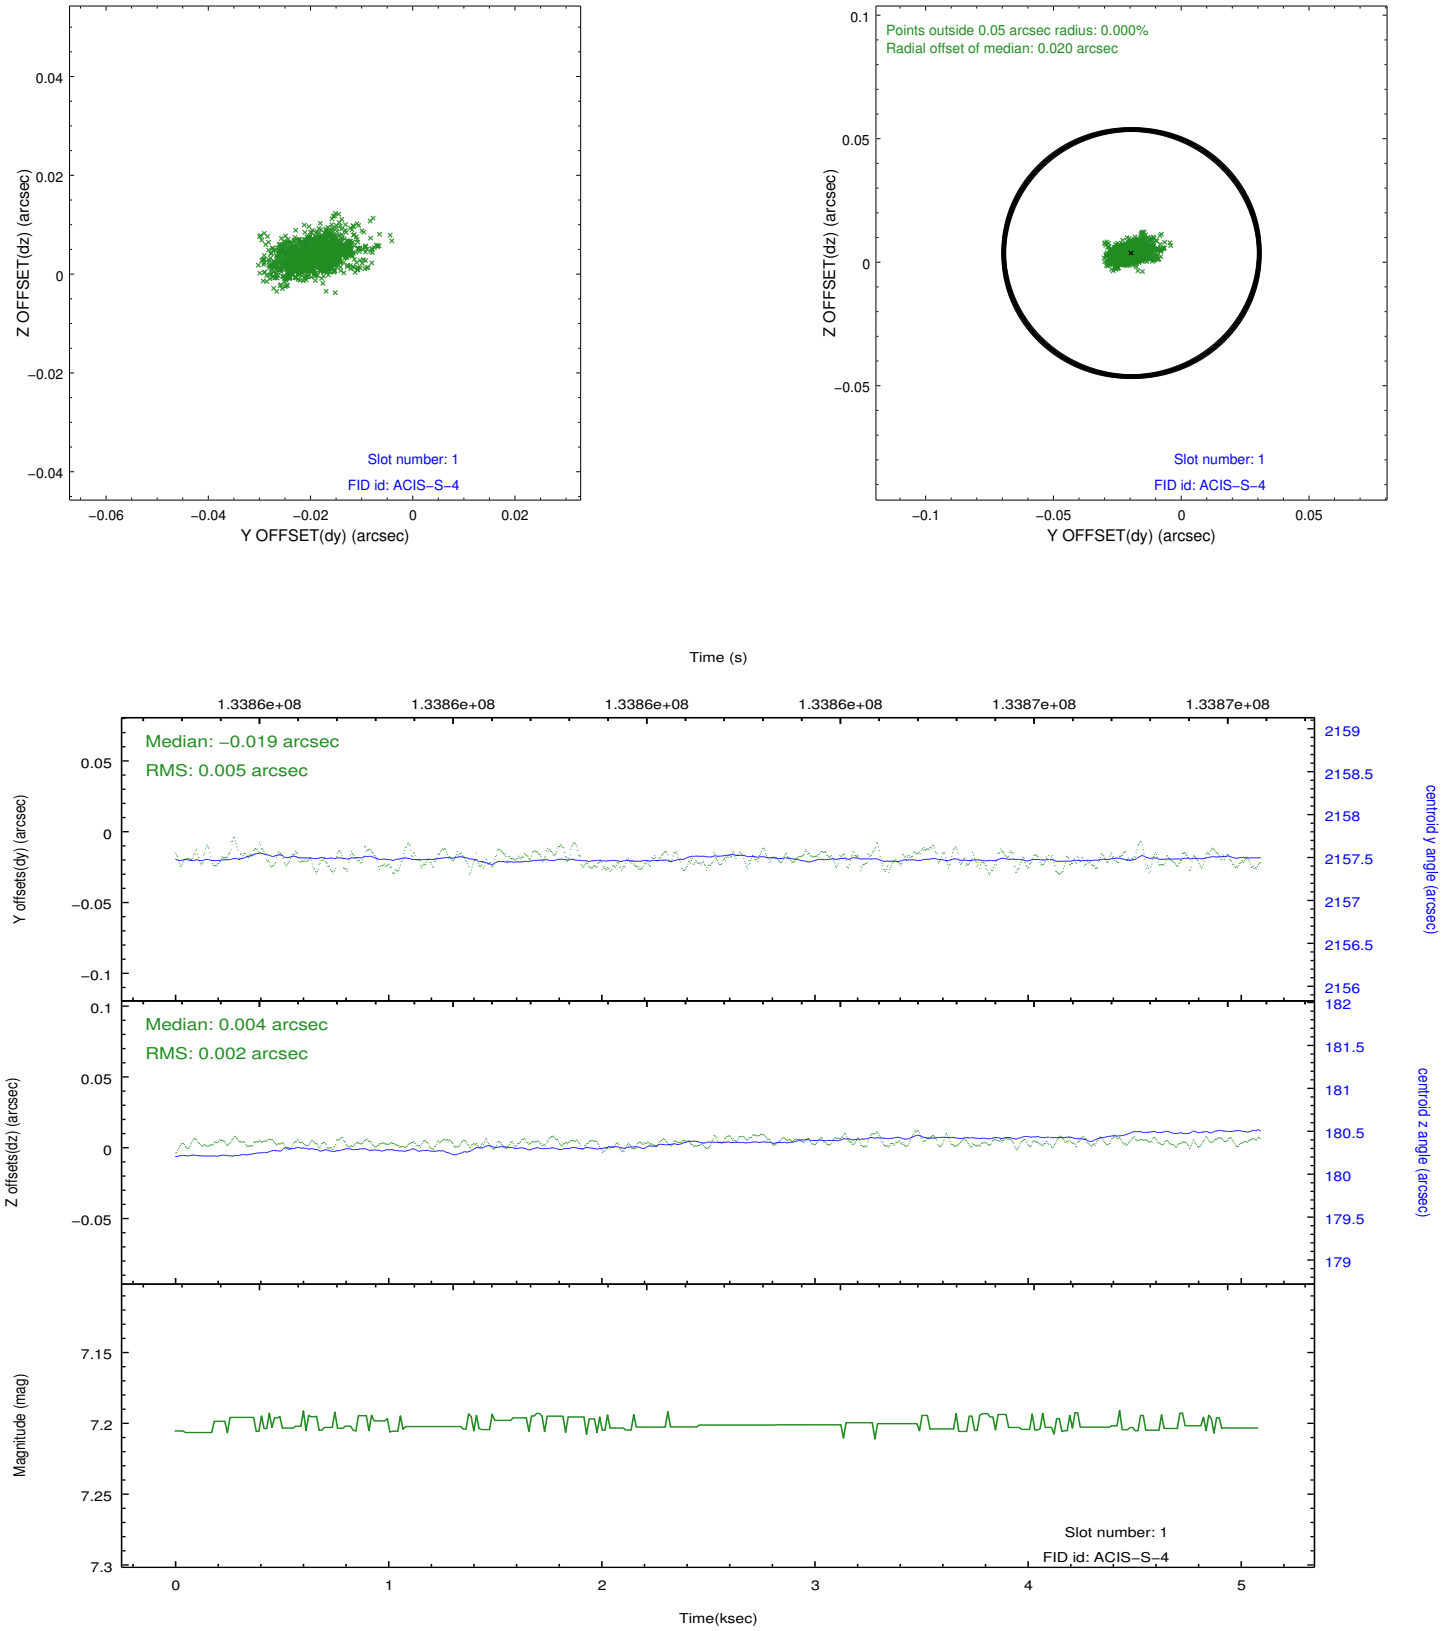 0.04
0.02
0
−0.02
−0.04
Z OFFSET(dz) (arcsec)
Slot number: 1
FID id: ACIS−S−4
−0.06
−0.04
−0.02
0
0.02
Y OFFSET(dy) (arcsec)
Points outside 0.05 arcsec radius: 0.000%
Radial offset of median: 0.020 arcsec
0.1
0.05
0
−0.05
Z OFFSET(dz) (arcsec)
Slot number: 1
FID id: ACIS−S−4
−0.1
−0.05
0
0.05
Y OFFSET(dy) (arcsec)
Time (s)
1.3386e+08
1.3386e+08
1.3386e+08
1.3386e+08
1.3387e+08
1.3387e+08
Median: −0.019 arcsec
RMS: 0.005 arcsec
0.05
0
−0.05
−0.1
Y offsets(dy) (arcsec)
2159
2158.5
2158
2157.5
2157
2156.5
2156
centroid y angle (arcsec)
Median: 0.004 arcsec
RMS: 0.002 arcsec
0.1
0.05
0
−0.05
Z offsets(dz) (arcsec)
182
181.5
181
180.5
180
179.5
179
centroid z angle (arcsec)
7.15
7.2
7.25
7.3
Magnitude (mag)
Slot number: 1
FID id: ACIS−S−4
0
1
2
3
4
5
Time(ksec)